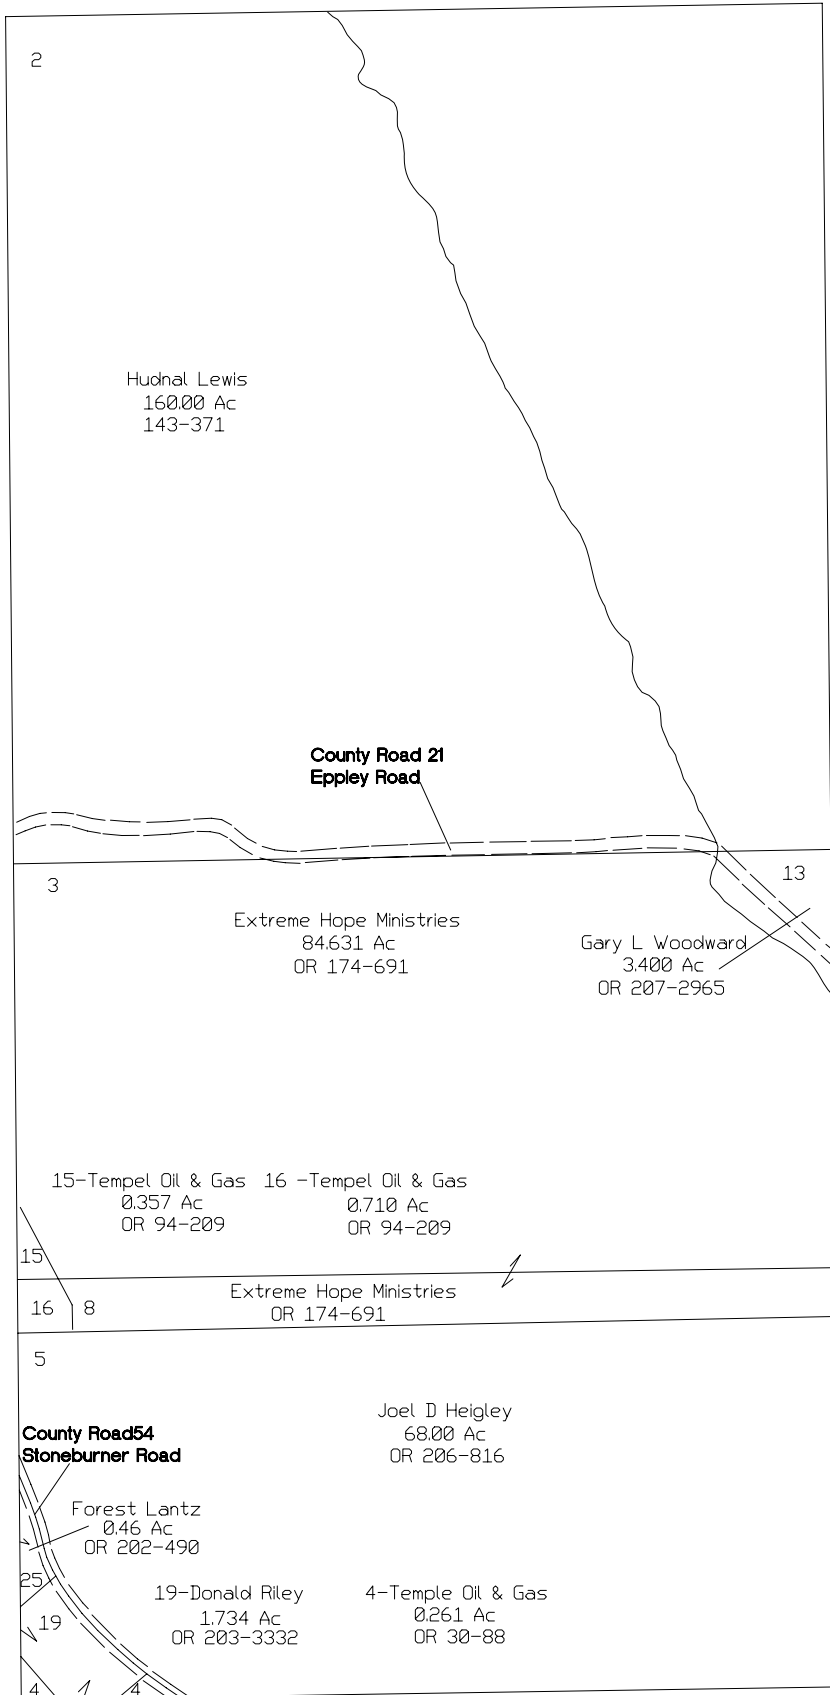 2
Hudnal Lewis
160.00 Ac
143-371
County Road 21
Eppley Road
3
13
Extreme Hope Ministries
84.631 Ac
OR 174-691
Gary L Woodward
3.400 Ac
OR 207-2965
15-Tempel Oil & Gas
0.357 Ac
OR 94-209
16 -Tempel Oil & Gas
0.710 Ac
OR 94-209
15
Extreme Hope Ministries
OR 174-691
16
8
5
Joel D Heigley
68.00 Ac
OR 206-816
County Road54
Stoneburner Road
Forest Lantz
0.46 Ac
OR 202-490
25
19-Donald Riley
1.734 Ac
OR 203-3332
4-Temple Oil & Gas
0.261 Ac
OR 30-88
19
4
4